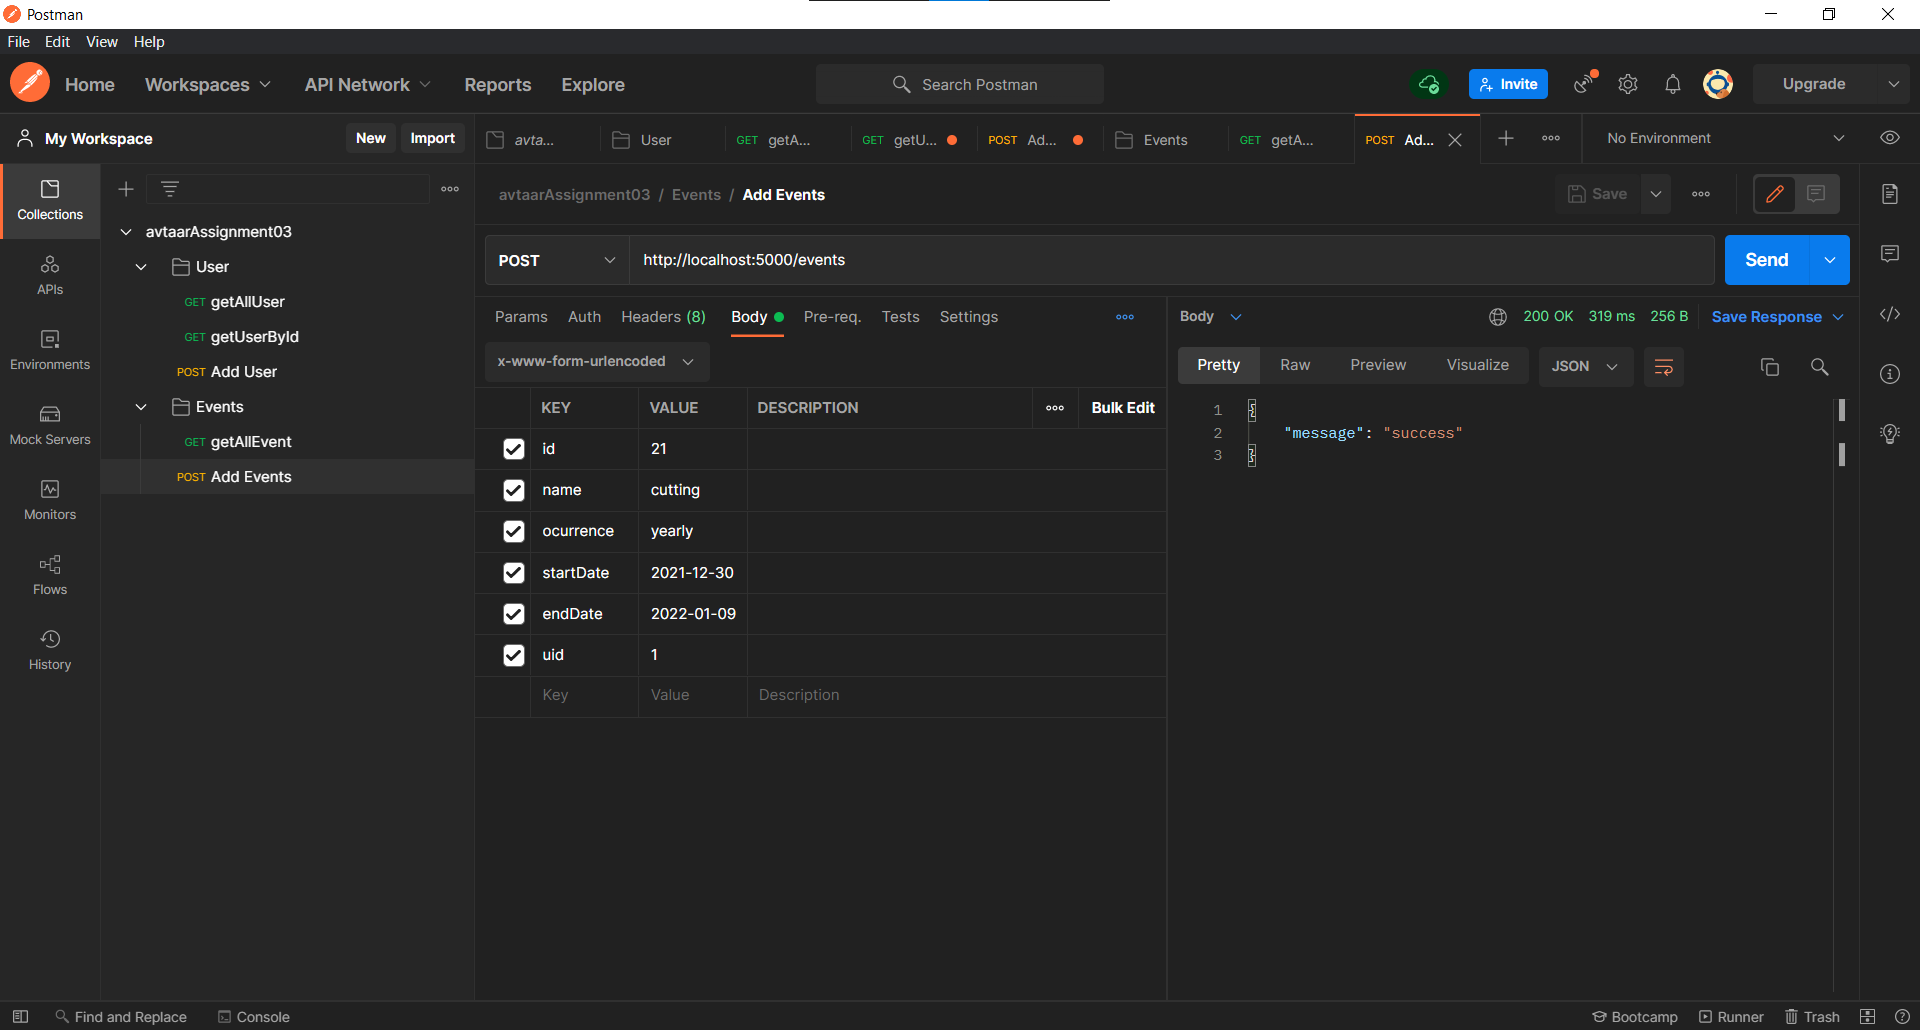 Postman
File Edit View Help
Home Workspaces API Network Reports Explore Search Postman Invite Upgrade
My Workspace New Import avta... User GET getA... GET getU... POST Ad... Events GET getA... POST Ad... No Environment
Collections
APIs
Environments
Mock Servers
Monitors
Flows
History
avtaarAssignment03
User
GET getAllUser
GET getUserById
POST Add User
Events
GET getAllEvent
POST Add Events
avtaarAssignment03 / Events / Add Events Save
POST http://localhost:5000/events Send
Params Auth Headers (8) Body Pre-req. Tests Settings
x-www-form-urlencoded
KEY VALUE DESCRIPTION Bulk Edit
id 21
name cutting
ocurrence yearly
startDate 2021-12-30
endDate 2022-01-09
uid 1
Key Value Description
Body 200 OK 319 ms 256 B Save Response
Pretty Raw Preview Visualize JSON
1 {
2 "message": "success"
3 }
Find and Replace Console Bootcamp Runner Trash